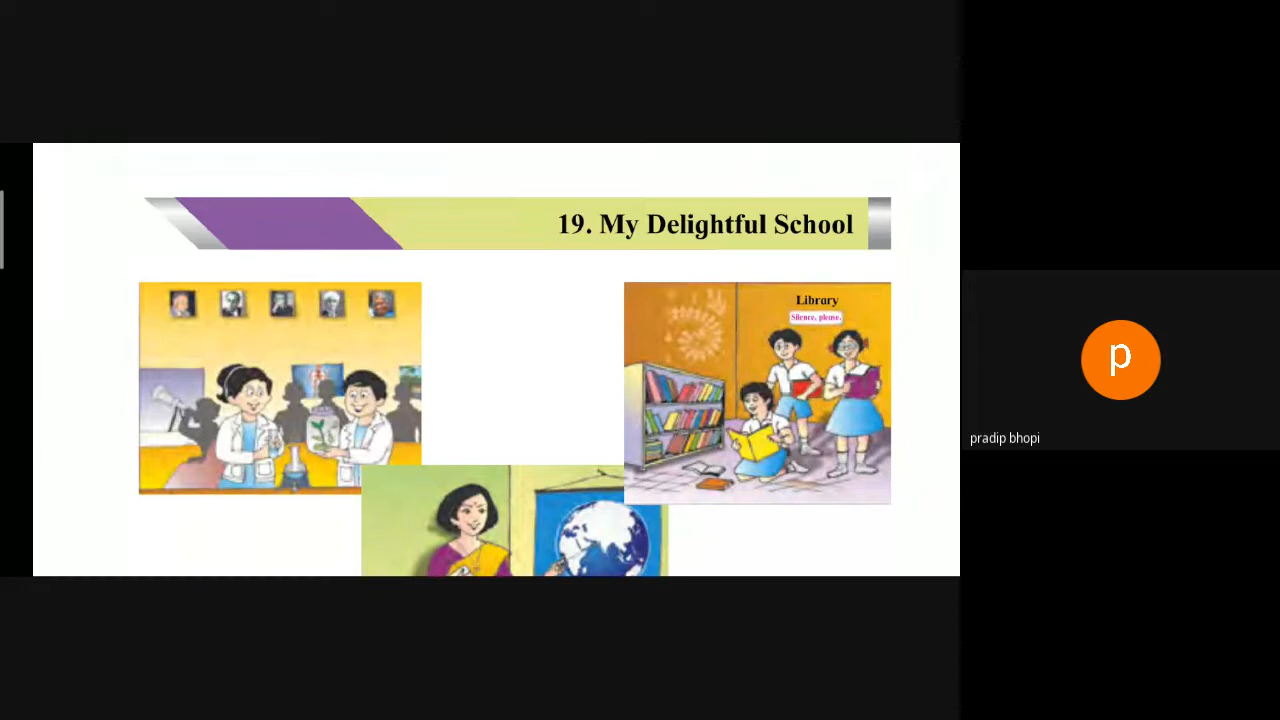 19. My Delightful School
Library
Silence, please.
p
pradip bhopi